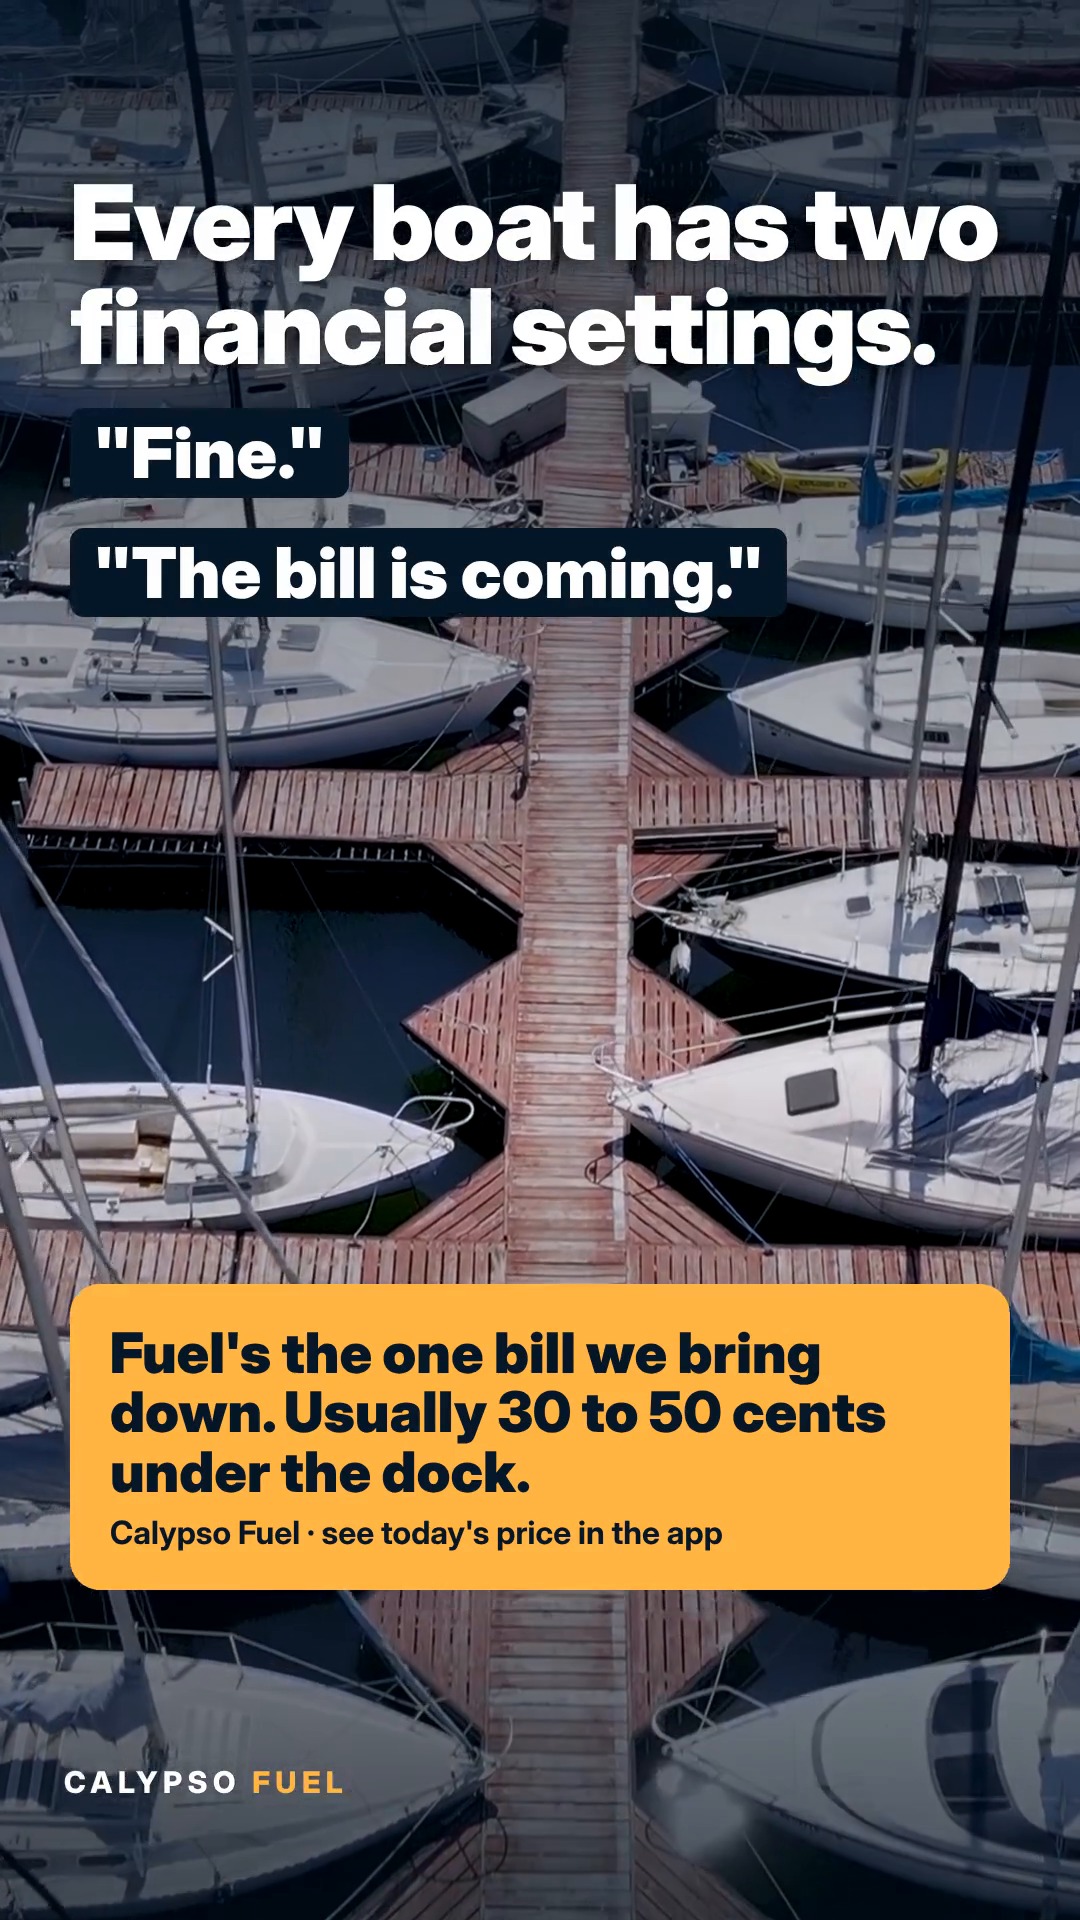 Every boat has two
financial settings.
"Fine."
"The bill is coming."
Fuel's the one bill we bring
down. Usually 30 to 50 cents
under the dock.
Calypso Fuel · see today's price in the app
CALYPSO FUEL